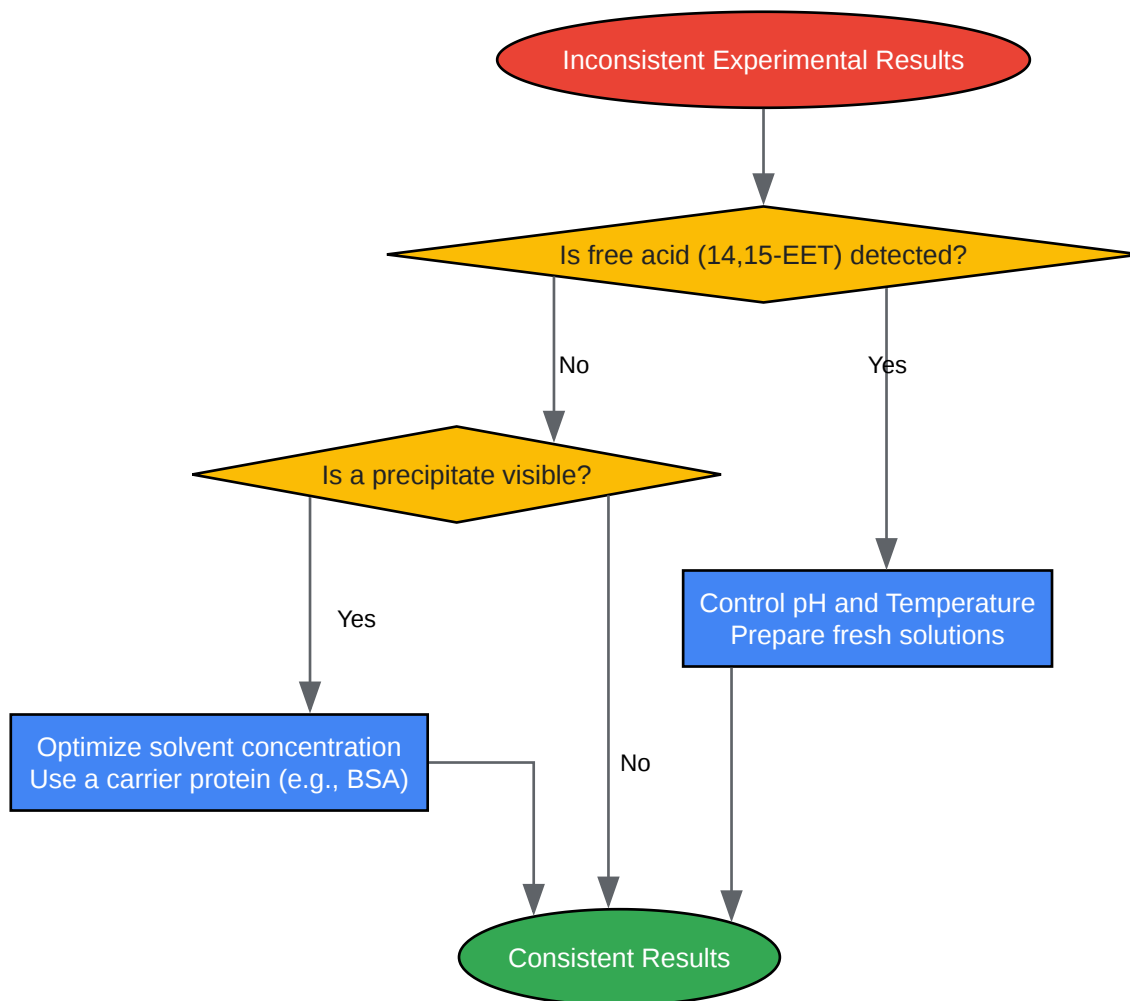 Inconsistent Experimental Results
Is free acid (14,15-EET) detected?
No
Yes
Is a precipitate visible?
Control pH and Temperature
Prepare fresh solutions
Yes
Optimize solvent concentration
Use a carrier protein (e.g., BSA)
No
Consistent Results